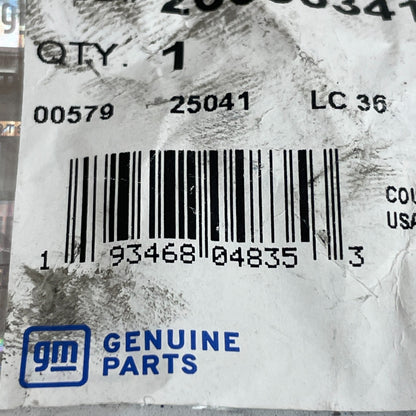 QTY. 1
00579 25041 LC 36
COU
USA
1 93468 04835 3
gm GENUINE
PARTS